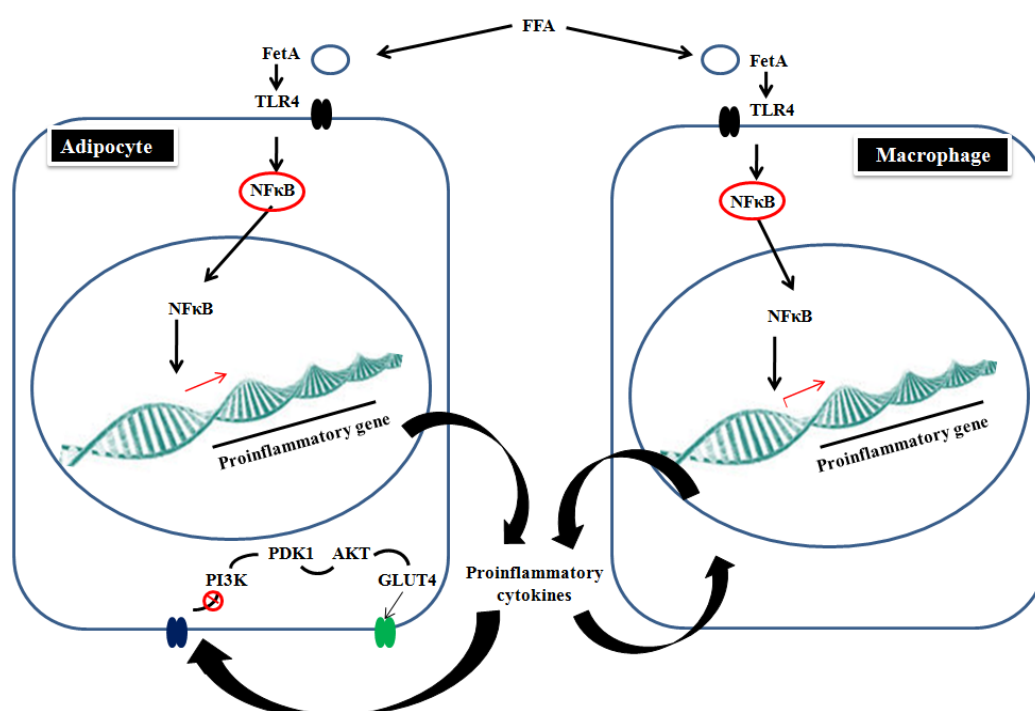 FFA
FetA
TLR4
Adipocyte
NFκB
NFκB
Proinflammatory gene
PDK1
AKT
PI3K
GLUT4
Proinflammatory
cytokines
FetA
TLR4
Macrophage
NFκB
NFκB
Proinflammatory gene